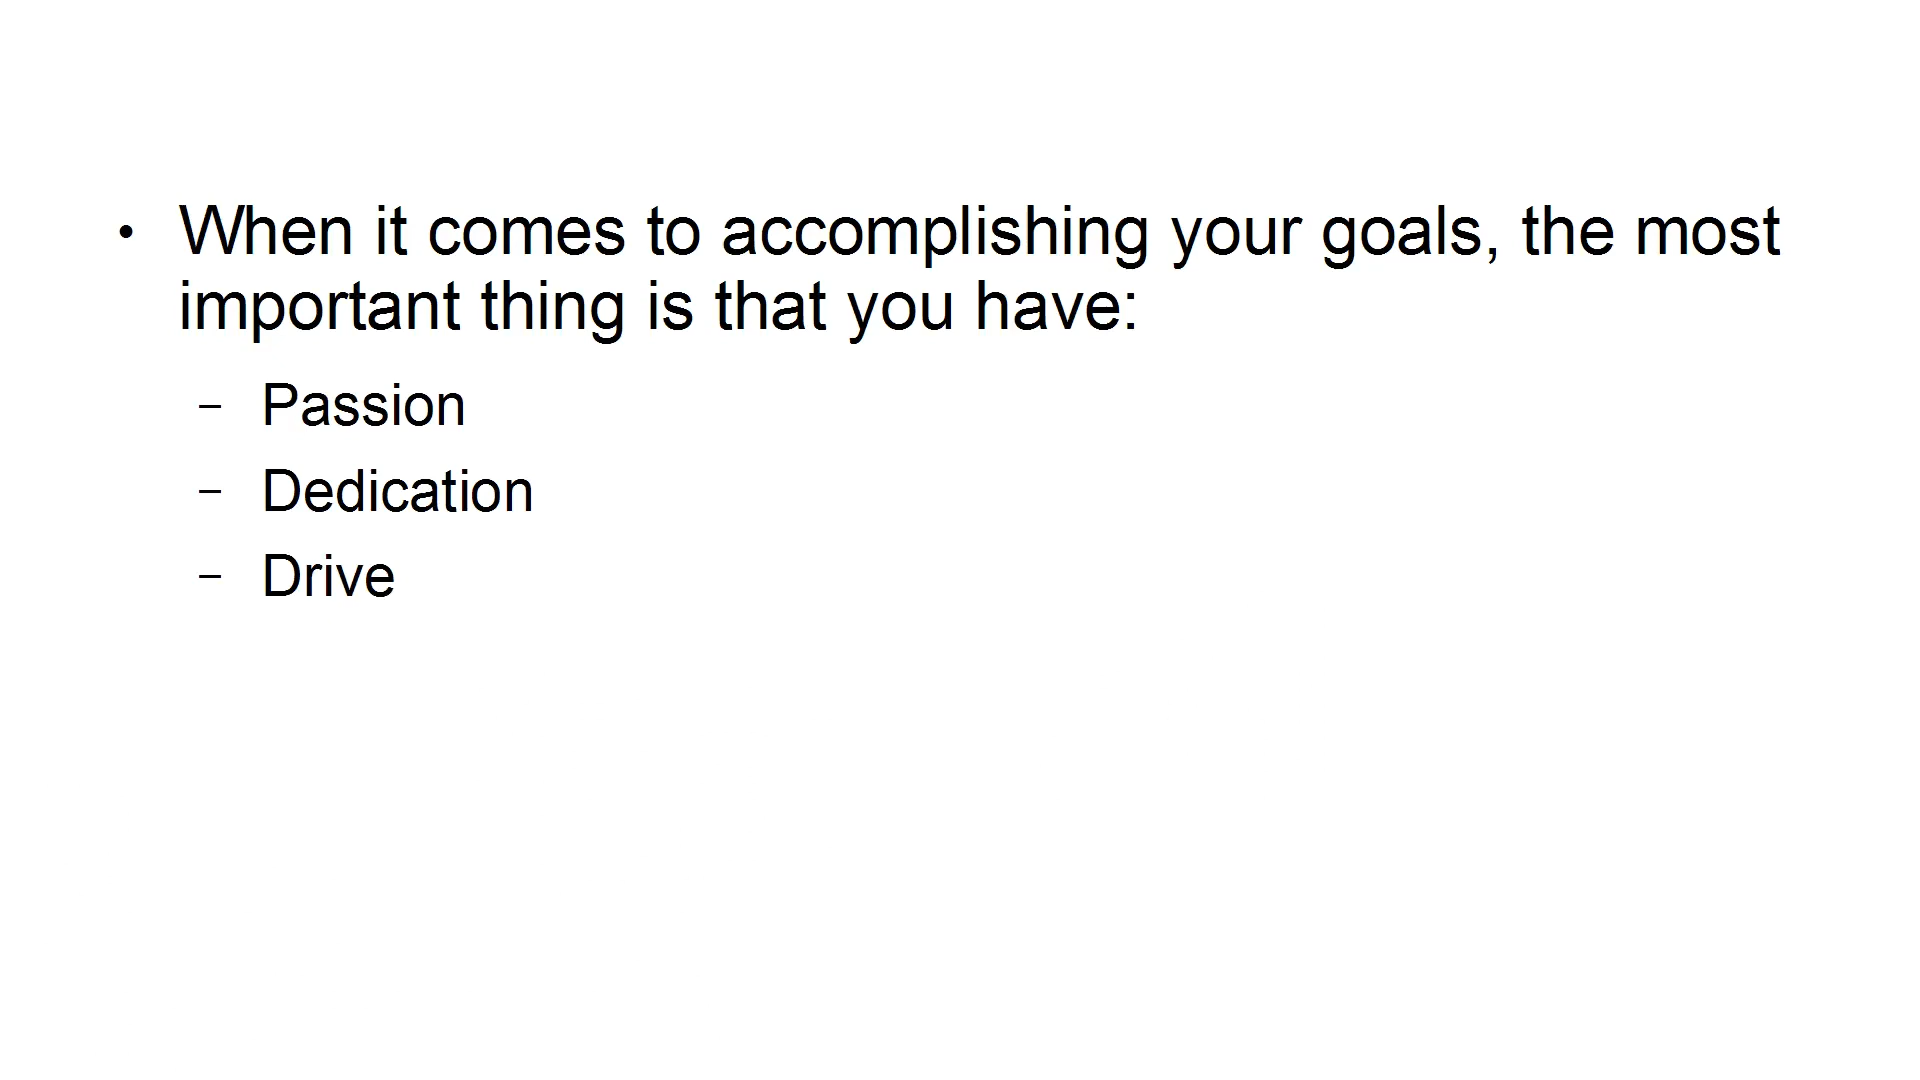 • When it comes to accomplishing your goals, the most
important thing is that you have:
– Passion
– Dedication
– Drive